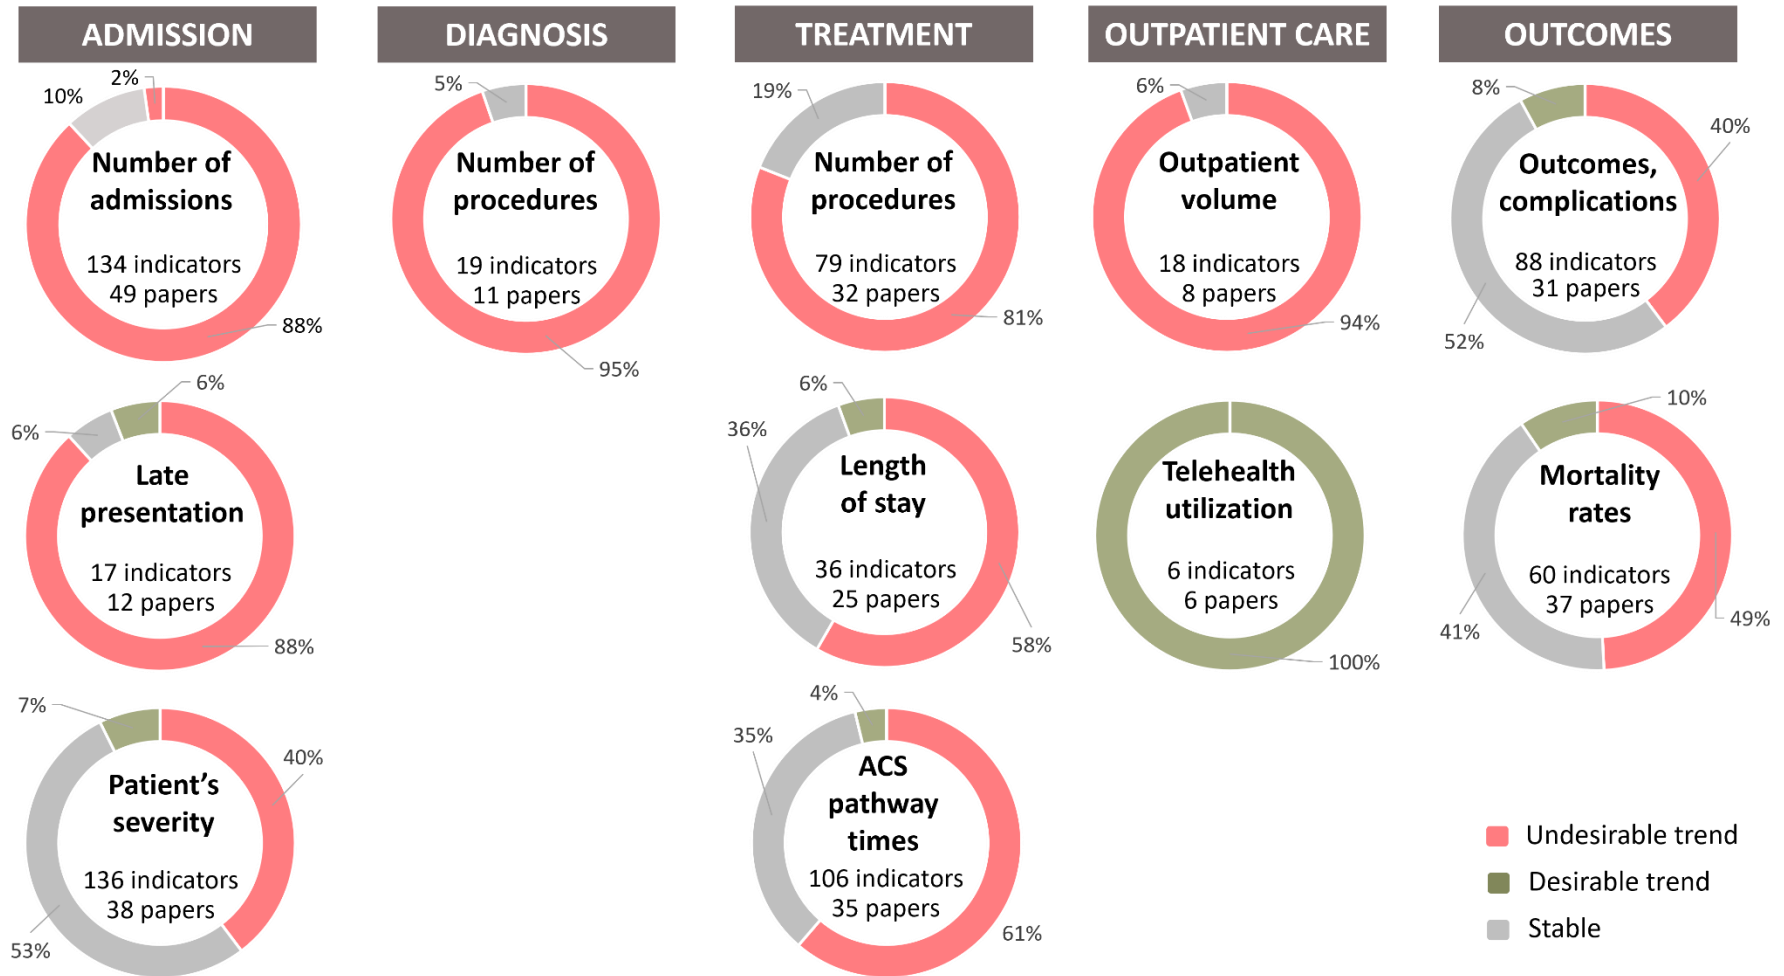 ADMISSION
DIAGNOSIS
TREATMENT
OUTPATIENT CARE
OUTCOMES
2%
10%
Number of
admissions
134 indicators
49 papers
88%
5%
Number of
procedures
19 indicators
11 papers
95%
19%
Number of
procedures
79 indicators
32 papers
81%
6%
Outpatient
volume
18 indicators
8 papers
94%
8%
40%
Outcomes,
complications
88 indicators
31 papers
52%
6%
6%
Late
presentation
17 indicators
12 papers
88%
6%
36%
Length
of stay
36 indicators
25 papers
58%
Telehealth
utilization
6 indicators
6 papers
100%
10%
Mortality
rates
60 indicators
37 papers
41%
49%
7%
40%
Patient’s
severity
136 indicators
38 papers
53%
4%
35%
ACS
pathway
times
106 indicators
35 papers
61%
Undesirable trend
Desirable trend
Stable